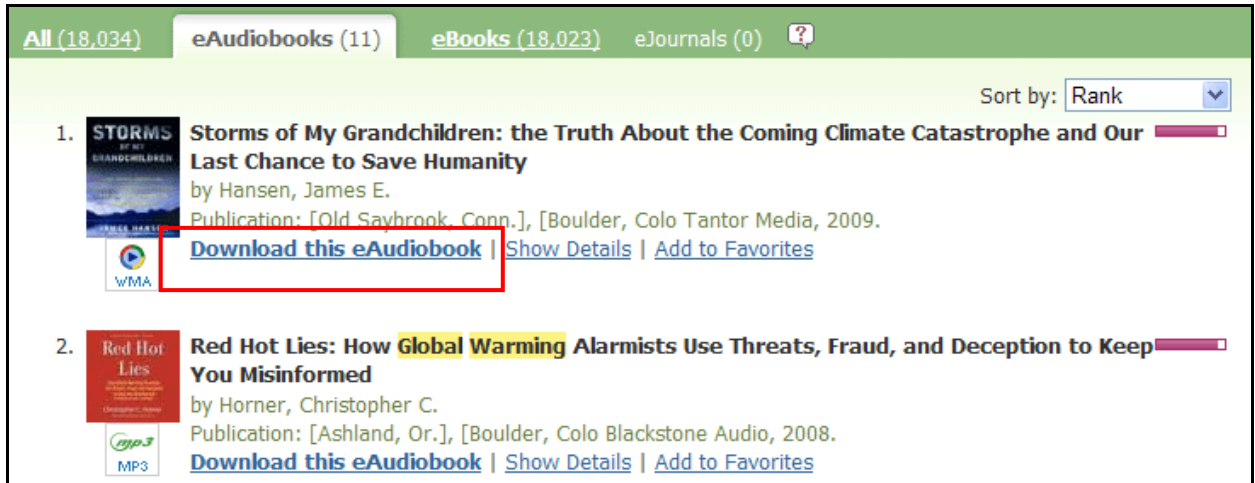 All (18,034) eAudiobooks (11) eBooks (18,023) eJournals (0) ?
Sort by: Rank
1. STORMS OF MY GRANDCHILDREN
Storms of My Grandchildren: the Truth About the Coming Climate Catastrophe and Our
Last Chance to Save Humanity
by Hansen, James E.
Publication: [Old Saybrook, Conn.], [Boulder, Colo Tantor Media, 2009.
JAMES HANSEN
Download this eAudiobook | Show Details | Add to Favorites
WMA
2. Red Hot Lies
Red Hot Lies: How Global Warming Alarmists Use Threats, Fraud, and Deception to Keep
You Misinformed
by Horner, Christopher C.
Publication: [Ashland, Or.], [Boulder, Colo Blackstone Audio, 2008.
mp3
MP3
Download this eAudiobook | Show Details | Add to Favorites